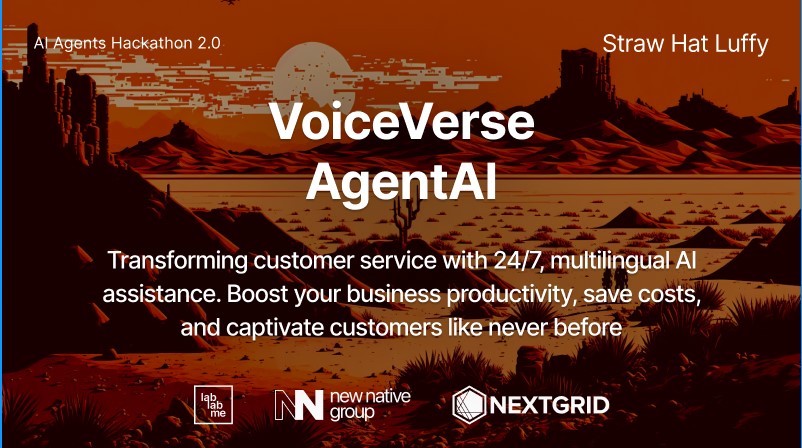 AI Agents Hackathon 2.0
Straw Hat Luffy
VoiceVerse
AgentAI
Transforming customer service with 24/7, multilingual AI
assistance. Boost your business productivity, save costs,
and captivate customers like never before
lab
lab
me
NN new native
group
NEXTGRID